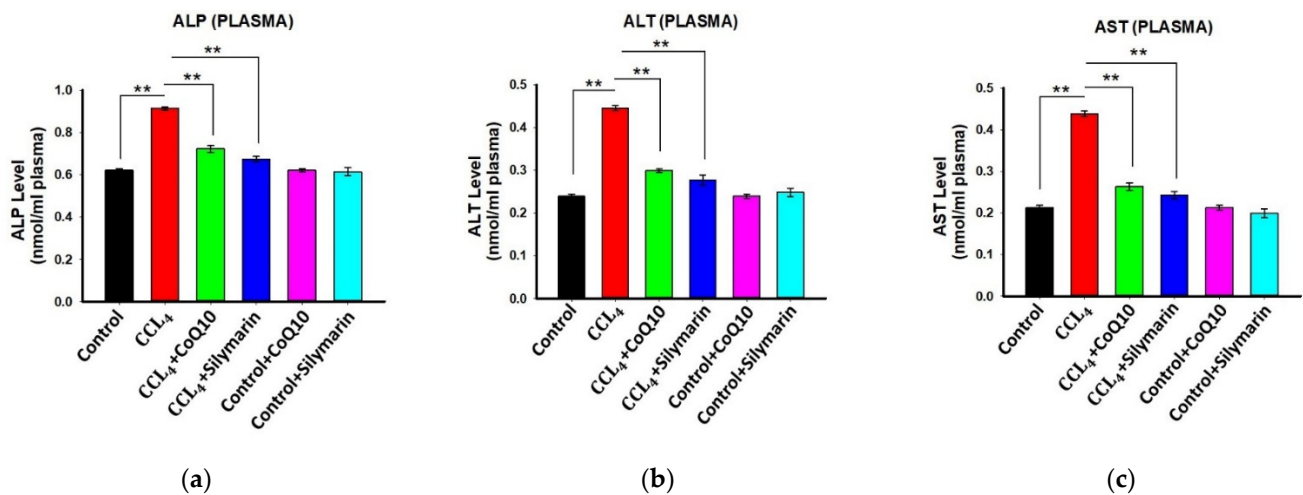 ALP (PLASMA)
**
**
**
1.0
0.8
0.6
0.4
0.2
0.0
ALP Level
(nmol/ml plasma)
Control
CCL₄
CCL₄+CoQ10
CCL₄+Silymarin
Control+CoQ10
Control+Silymarin
(a)
ALT (PLASMA)
**
**
**
0.5
0.4
0.3
0.2
0.1
0.0
ALT Level
(nmol/ml plasma)
Control
CCL₄
CCL₄+CoQ10
CCL₄+Silymarin
Control+CoQ10
Control+Silymarin
(b)
AST (PLASMA)
**
**
**
0.5
0.4
0.3
0.2
0.1
0.0
AST Level
(nmol/ml plasma)
Control
CCL₄
CCL₄+CoQ10
CCL₄+Silymarin
Control+CoQ10
Control+Silymarin
(c)